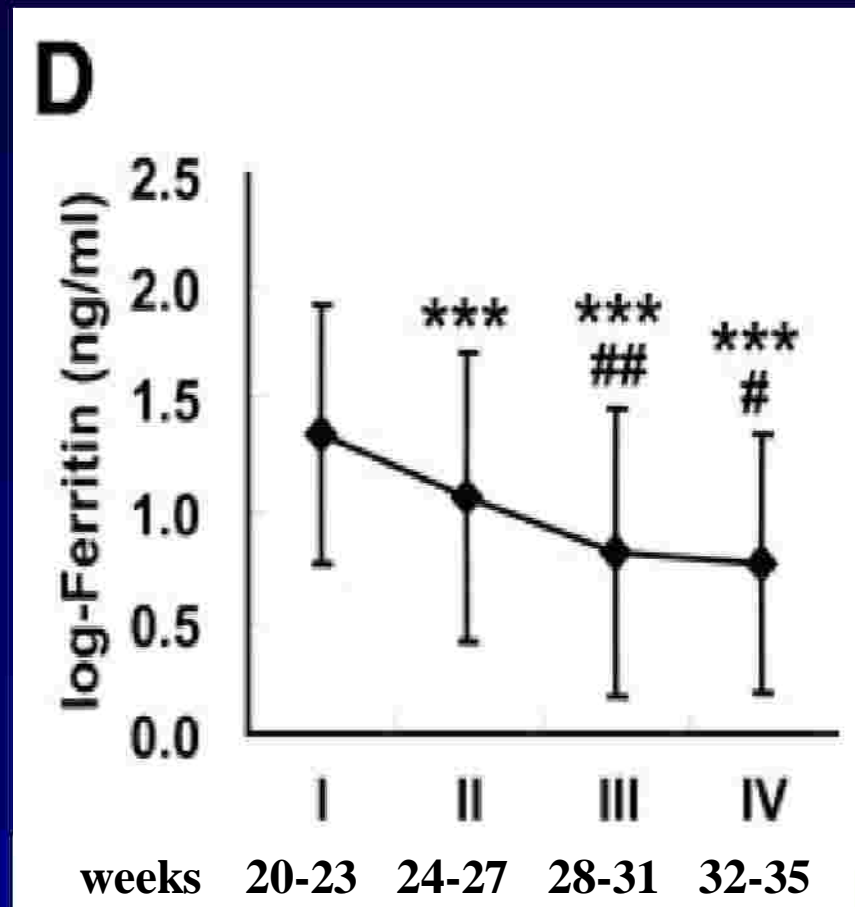 D
log-Ferritin (ng/ml)
2.5
2.0
1.5
1.0
0.5
0.0
***
***
##
***
#
I II III IV
weeks 20-23 24-27 28-31 32-35